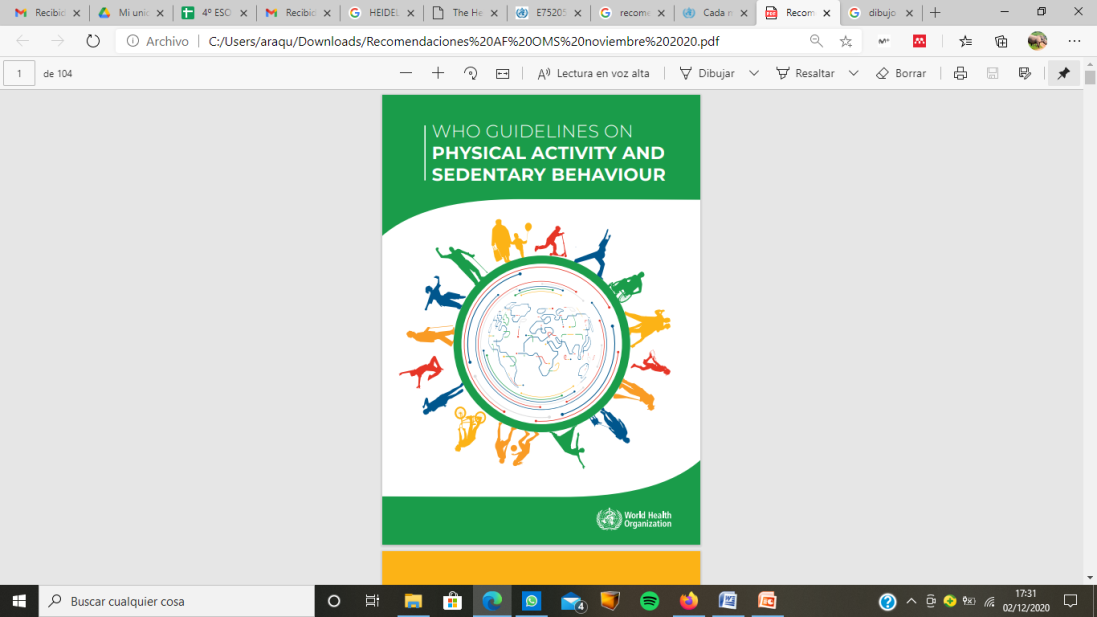 Recibid
Mi unic
4º ESO
Recibid
HEIDEL
The He
E75205
recome
Cada n
Recom
dibujo
Archivo
C:/Users/araqu/Downloads/Recomendaciones%20AF%20OMS%20noviembre%202020.pdf
1
de 104
Lectura en voz alta
Dibujar
Resaltar
Borrar
WHO GUIDELINES ON
PHYSICAL ACTIVITY AND
SEDENTARY BEHAVIOUR
World Health
Organization
Buscar cualquier cosa
4
17:31
02/12/2020